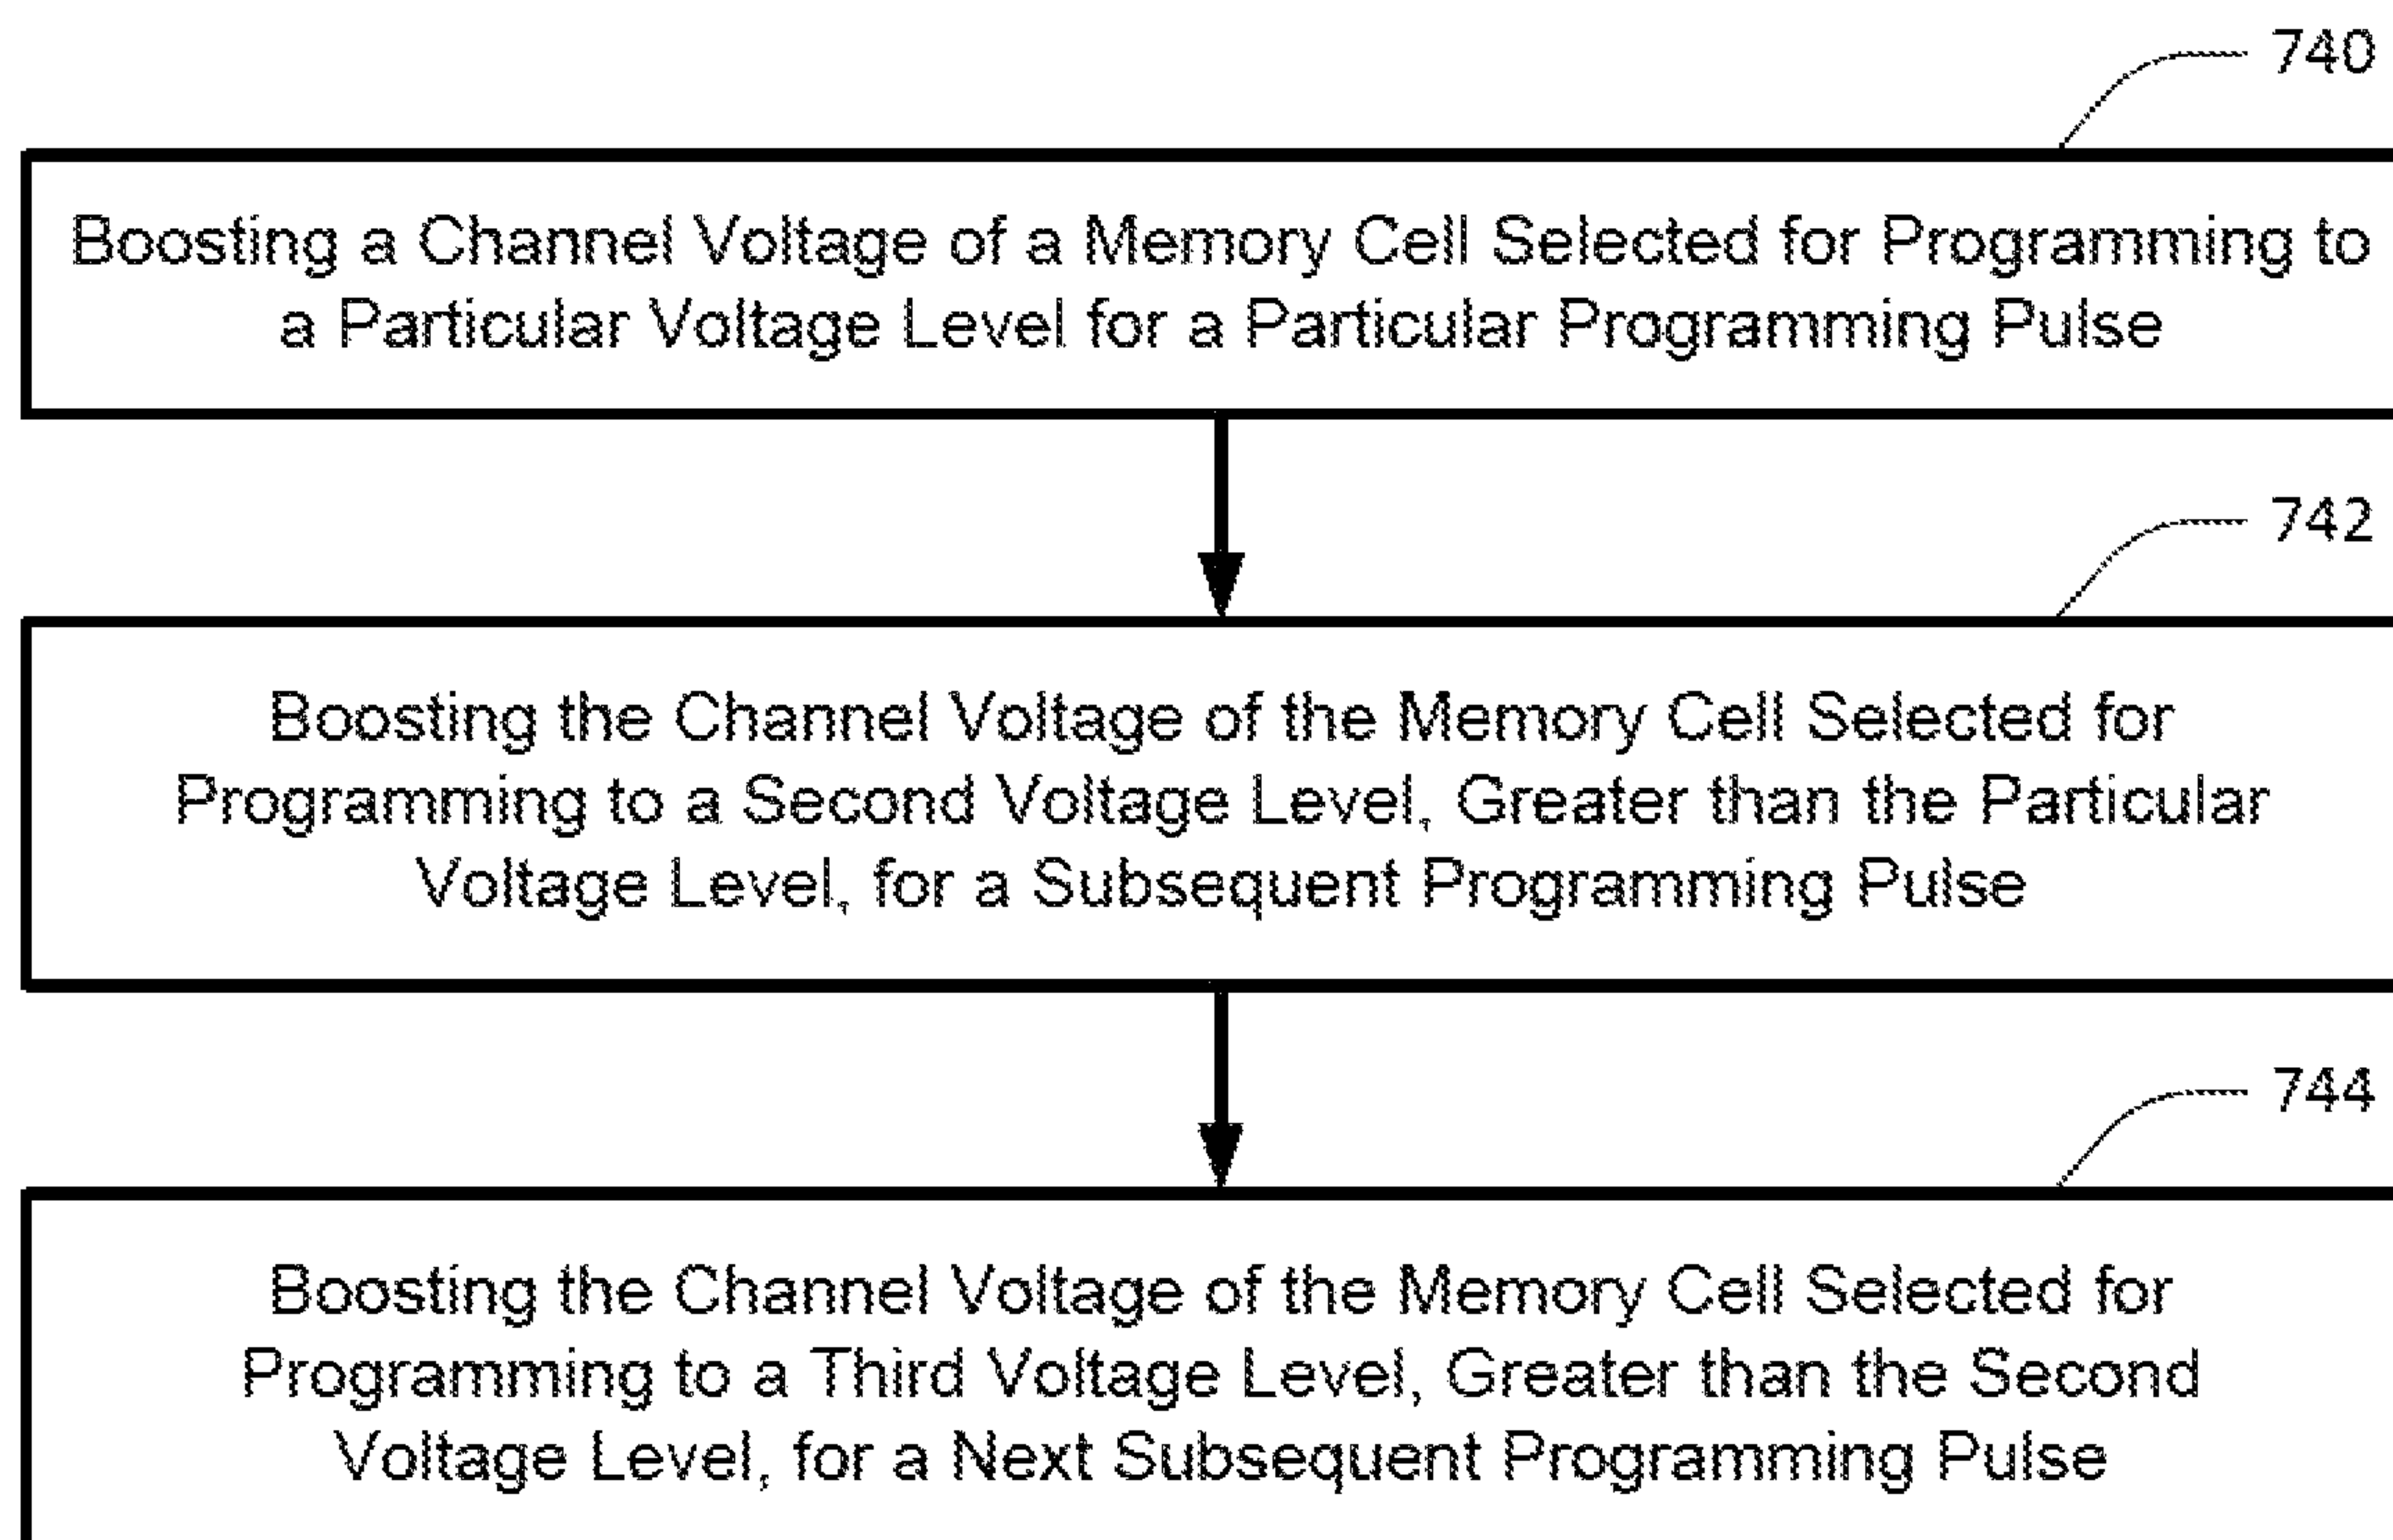 740
Boosting a Channel Voltage of a Memory Cell Selected for Programming to
a Particular Voltage Level for a Particular Programming Pulse
742
Boosting the Channel Voltage of the Memory Cell Selected for
Programming to a Second Voltage Level, Greater than the Particular
Voltage Level, for a Subsequent Programming Pulse
744
Boosting the Channel Voltage of the Memory Cell Selected for
Programming to a Third Voltage Level, Greater than the Second
Voltage Level, for a Next Subsequent Programming Pulse